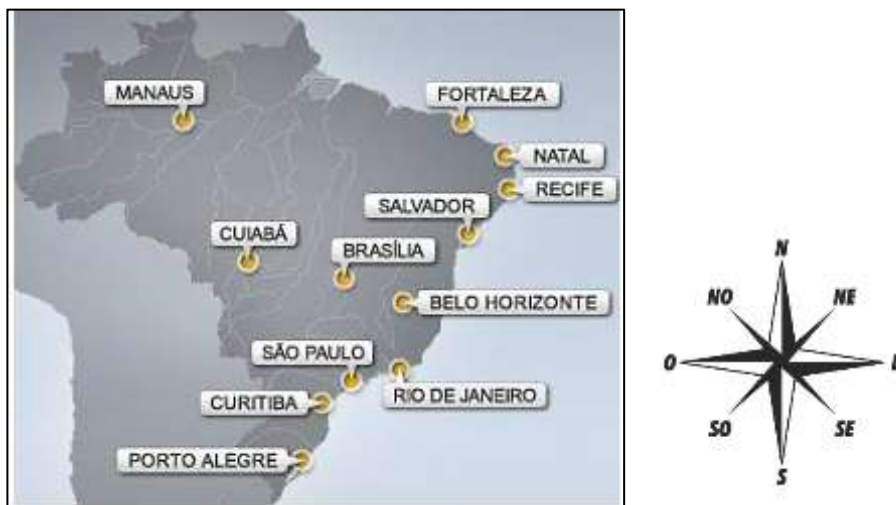 MANAUS
FORTALEZA
NATAL
RECIFE
SALVADOR
CUIABÁ
BRASÍLIA
BELO HORIZONTE
SÃO PAULO
RIO DE JANEIRO
CURITIBA
PORTO ALEGRE
N
NO
NE
O
SO
SE
S